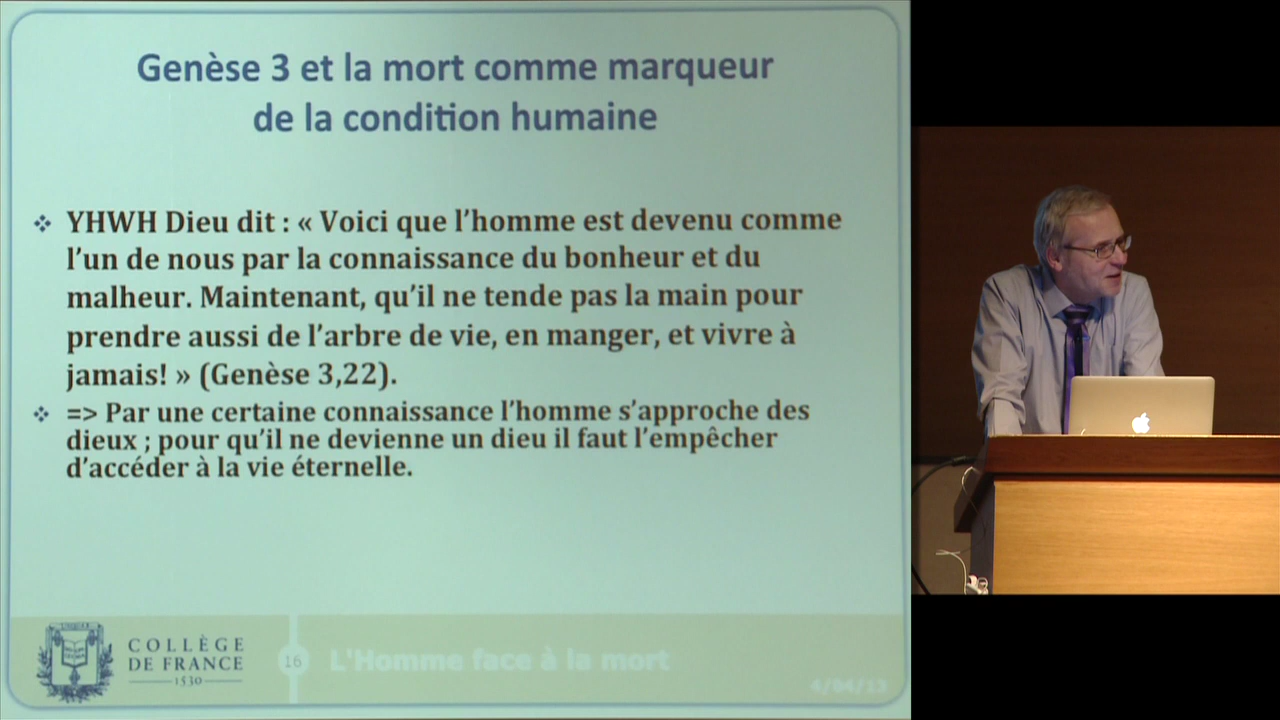 Genèse 3 et la mort comme marqueur
de la condition humaine
❖ YHWH Dieu dit : « Voici que l’homme est devenu comme
l’un de nous par la connaissance du bonheur et du
malheur. Maintenant, qu’il ne tende pas la main pour
prendre aussi de l’arbre de vie, en manger, et vivre à
jamais! » (Genèse 3,22).
❖ => Par une certaine connaissance l’homme s’approche des
dieux ; pour qu’il ne devienne un dieu il faut l’empêcher
d’accéder à la vie éternelle.
COLLÈGE
DE FRANCE
1530
16
L'Homme face à la mort
4/04/13